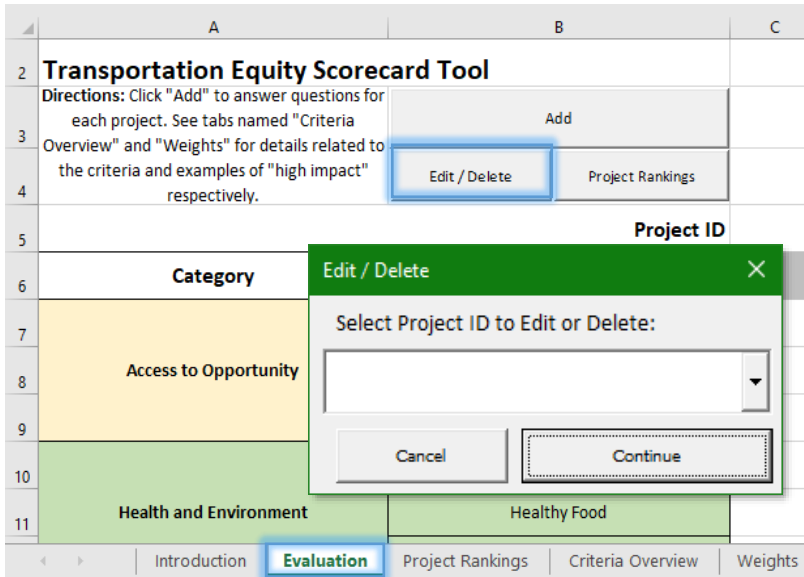 A B C
2 Transportation Equity Scorecard Tool
Directions: Click "Add" to answer questions for
each project. See tabs named "Criteria
Overview" and "Weights" for details related to
the criteria and examples of "high impact"
respectively.
3 Add
4 Edit / Delete Project Rankings
5 Project ID
6 Category
Edit / Delete
Select Project ID to Edit or Delete:
Cancel Continue
7
8 Access to Opportunity
9
10
11 Health and Environment Healthy Food
Introduction Evaluation Project Rankings Criteria Overview Weights